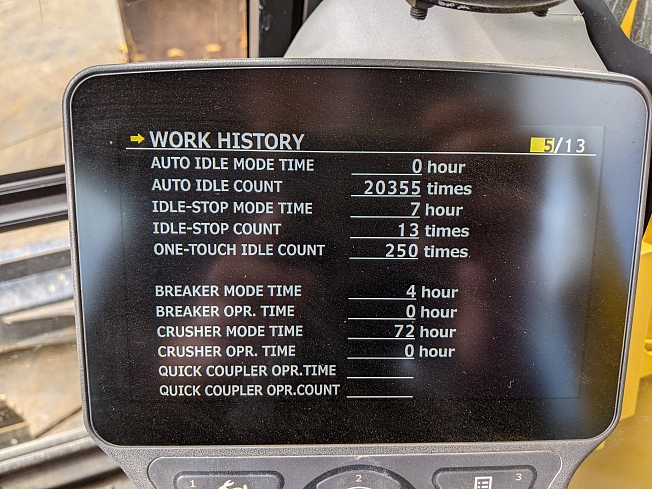 WORK HISTORY 5/13
AUTO IDLE MODE TIME 0 hour
AUTO IDLE COUNT 20355 times
IDLE-STOP MODE TIME 7 hour
IDLE-STOP COUNT 13 times
ONE-TOUCH IDLE COUNT 250 times
BREAKER MODE TIME 4 hour
BREAKER OPR. TIME 0 hour
CRUSHER MODE TIME 72 hour
CRUSHER OPR. TIME 0 hour
QUICK COUPLER OPR.TIME
QUICK COUPLER OPR.COUNT
1 2 3